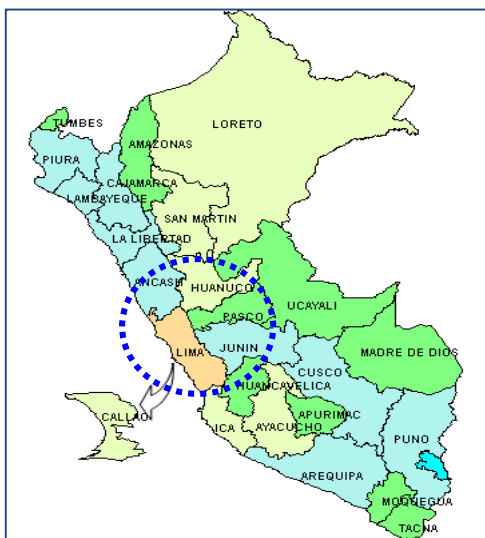 LORETO
TUMBES
AMAZONAS
PIURA
CAJAMARCA
LAMBAYEQUE
SAN MARTIN
LA LIBERTAD
ANCASH
HUANUCO
UCAYALI
PASCO
LIMA
JUNIN
MADRE DE DIOS
CUSCO
HUANCAVELICA
CALLAO
APURIMAC
ICA
AYACUCHO
PUNO
AREQUIPA
MOQUEGUA
TACNA